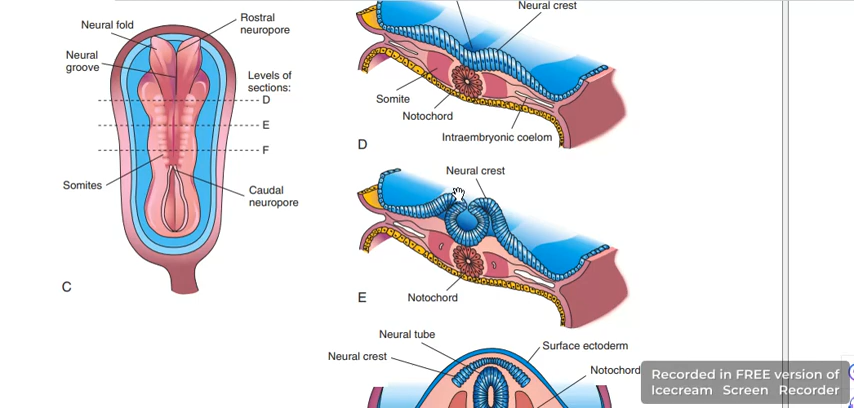 Neural fold
Rostral
neuropore
Neural
groove
Levels of
sections:
D
E
F
Somites
Caudal
neuropore
C
Neural crest
Somite
Notochord
Intraembryonic coelom
D
Neural crest
Notochord
E
Neural tube
Surface ectoderm
Neural crest
Notochord
Recorded in FREE version of
Icecream Screen Recorder